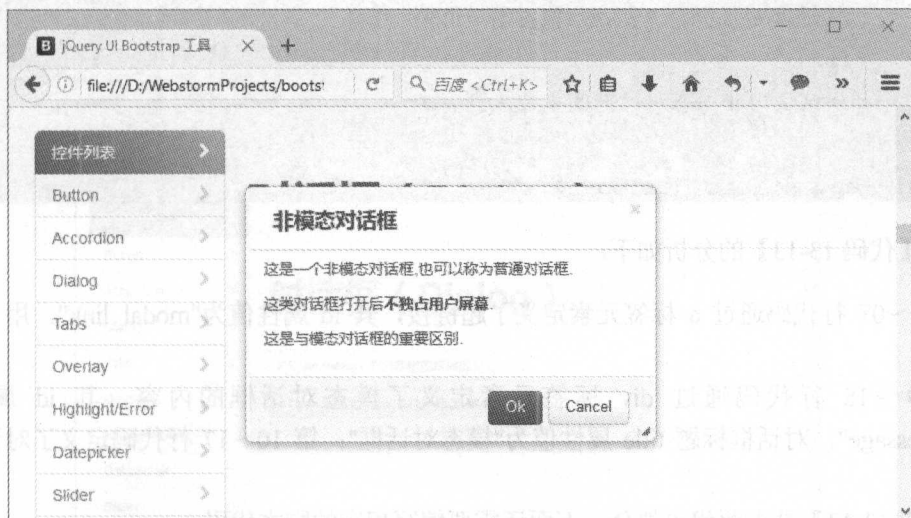 jQuery UI Bootstrap 工具
file:///D:/WebstormProjects/boots
百度 <Ctrl+K>
控件列表
Button
Accordion
Dialog
Tabs
Overlay
Highlight/Error
Datepicker
Slider
非模态对话框
这是一个非模态对话框,也可以称为普通对话框.
这类对话框打开后不独占用户屏幕.
这是与模态对话框的重要区别.
Ok
Cancel